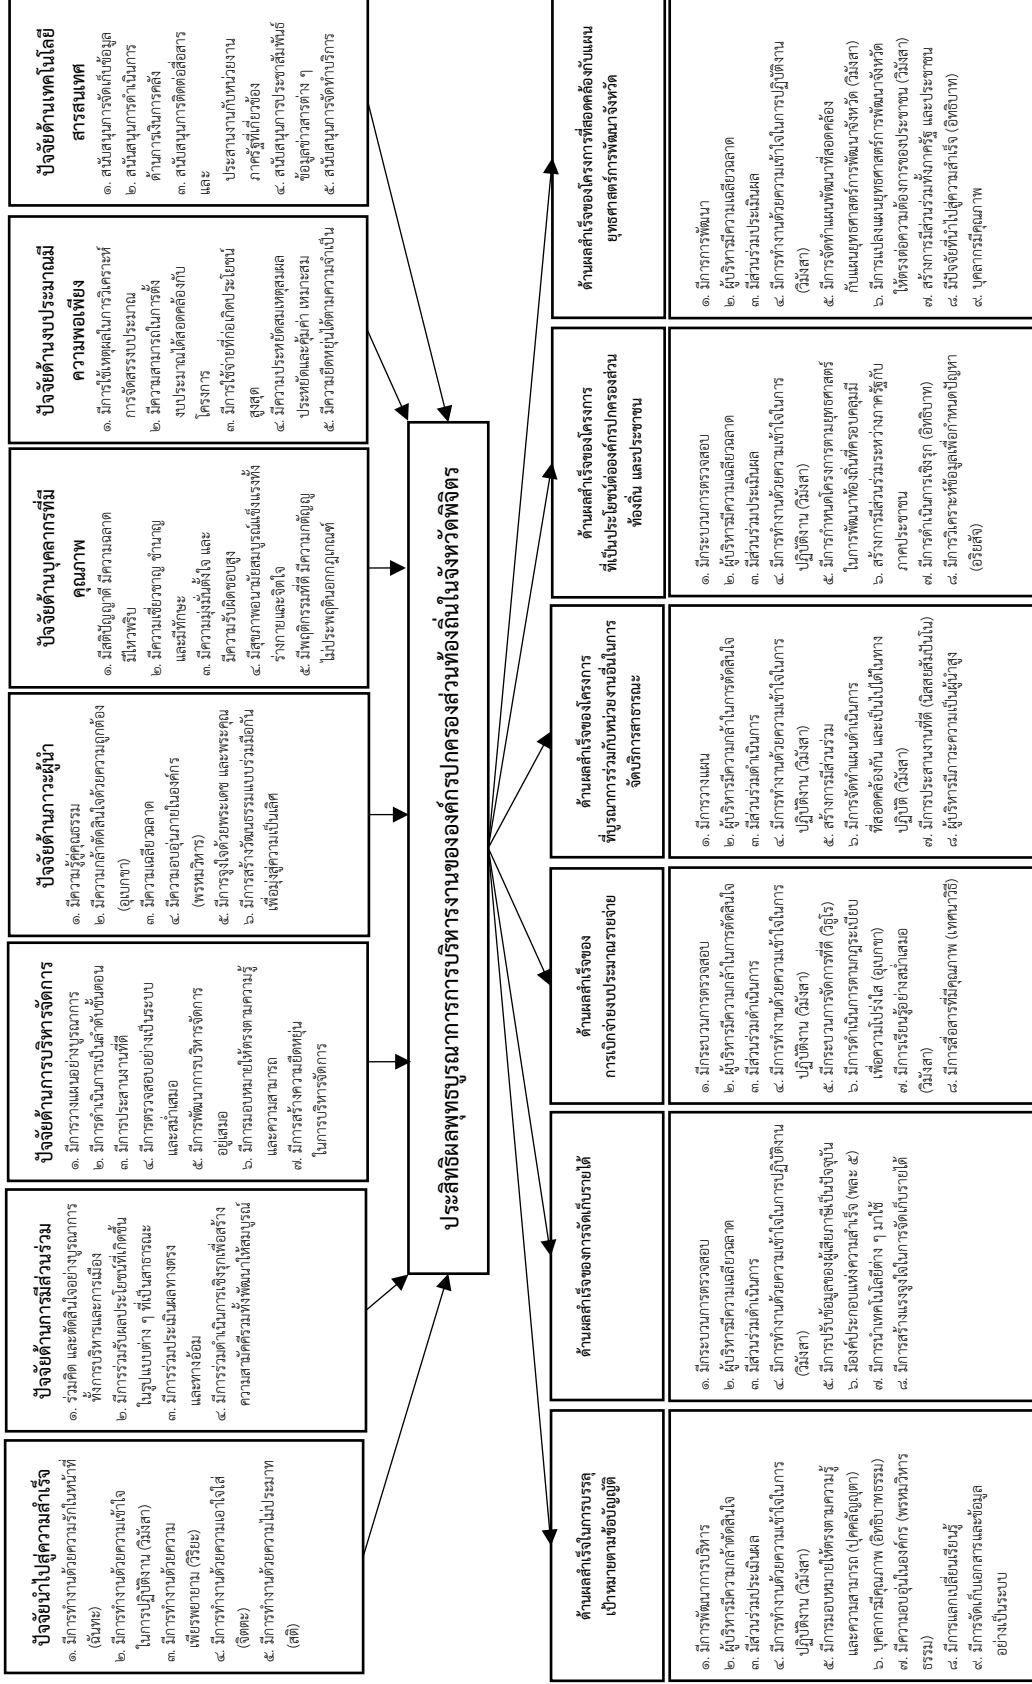 ปัจจัยนำไปสู่ความสำเร็จ
๑. มีการทำงานด้วยความรักในหน้าที่
(ฉันทะ)
๒. มีการทำงานด้วยความเข้าใจ
ในการปฏิบัติงาน (วิมังสา)
๓. มีการทำงานด้วยความ
เพียรพยายาม (วิริยะ)
๔. มีการทำงานด้วยความเอาใจใส่
(จิตตะ)
๕. มีการทำงานด้วยความไม่ประมาท
(สติ)
ปัจจัยด้านการมีส่วนร่วม
๑. ร่วมคิด และตัดสินใจอย่างบูรณาการ
ทั้งการบริหารและการเมือง
๒. มีการร่วมรับผลประโยชน์ที่เกิดขึ้น
ในรูปแบบต่าง ๆ ที่เป็นสาธารณะ
๓. มีการร่วมประเมินผลทางตรง
และทางอ้อม
๔. มีการร่วมดำเนินการเชิงรุกเพื่อสร้าง
ความสามัคคีรวมทั้งพัฒนาให้สมบูรณ์
ปัจจัยด้านการบริหารจัดการ
๑. มีการวางแผนอย่างบูรณาการ
๒. มีการดำเนินการเป็นลำดับขั้นตอน
๓. มีการประสานงานที่ดี
๔. มีการตรวจสอบอย่างเป็นระบบ
และสม่ำเสมอ
๕. มีการพัฒนาการบริหารจัดการ
อยู่เสมอ
๖. มีการมอบหมายให้ตรงตามความรู้
และความสามารถ
๗. มีการสร้างความยืดหยุ่น
ในการบริหารจัดการ
ปัจจัยด้านภาวะผู้นำ
๑. มีความรู้คู่คุณธรรม
๒. มีความกล้าตัดสินใจด้วยความถูกต้อง
(อุเบกขา)
๓. มีความเฉลียวฉลาด
๔. มีความอบอุ่นภายในองค์กร
(พรหมวิหาร)
๕. มีการจูงใจด้วยพระเดช และพระคุณ
๖. มีการสร้างวัฒนธรรมแบบร่วมมือกัน
เพื่อมุ่งสู่ความเป็นเลิศ
ปัจจัยด้านบุคลากรที่มี
คุณภาพ
๑. มีสติปัญญาดี มีความฉลาด
มีไหวพริบ
๒. มีความเชี่ยวชาญ ชำนาญ
และมีทักษะ
๓. มีความมุ่งมั่นตั้งใจ และ
มีความรับผิดชอบสูง
๔. มีสุขภาพอนามัยสมบูรณ์แข็งแรงทั้ง
ร่างกายและจิตใจ
๕. มีพฤติกรรมที่ดี มีความกตัญญู
ไม่ประพฤตินอกกฎเกณฑ์
ปัจจัยด้านงบประมาณมี
ความพอเพียง
๑. มีการใช้เหตุผลในการวิเคราะห์
การจัดสรรงบประมาณ
๒. มีความสามารถในการตั้ง
งบประมาณได้สอดคล้องกับ
โครงการ
๓. มีการใช้จ่ายที่ก่อเกิดประโยชน์
สูงสุด
๔. มีความประหยัดสมเหตุสมผล
ประหยัดและคุ้มค่า เหมาะสม
๕. มีความยืดหยุ่นได้ตามความจำเป็น
ปัจจัยด้านเทคโนโลยี
สารสนเทศ
๑. สนับสนุนการจัดเก็บข้อมูล
๒. สนันสนุนการดำเนินการ
ด้านการเงินการคลัง
๓. สนับสนุนการติดต่อสื่อสาร
และ
ประสานงานกับหน่วยงาน
ภาครัฐที่เกี่ยวข้อง
๔. สนับสนุนการประชาสัมพันธ์
ข้อมูลข่าวสารต่าง ๆ
๕. สนับสนุนการจัดทำบริการ
ประสิทธิผลพุทธบูรณาการการบริหารงานขององค์กรปกครองส่วนท้องถิ่นในจังหวัดพิจิตร
ด้านผลสำเร็จในการบรรลุ
เป้าหมายตามข้อบัญญัติ
๑. มีการพัฒนาการบริหาร
๒. ผู้บริหารมีความกล้าตัดสินใจ
๓. มีส่วนร่วมประเมินผล
๔. มีการทำงานด้วยความเข้าใจในการ
ปฏิบัติงาน (วิมังสา)
๕. มีการมอบหมายให้ตรงตามความรู้
และความสามารถ (ปุคคลัญญุตา)
๖. บุคลากรมีคุณภาพ (อิทธิบาทธรรม)
๗. มีความอบอุ่นในองค์กร (พรหมวิหาร
ธรรม)
๘. มีการแลกเปลี่ยนเรียนรู้
๙. มีการจัดเก็บเอกสารและข้อมูล
อย่างเป็นระบบ
ด้านผลสำเร็จของการจัดเก็บรายได้
๑. มีกระบวนการตรวจสอบ
๒. ผู้บริหารมีความเฉลียวฉลาด
๓. มีส่วนร่วมดำเนินการ
๔. มีการทำงานด้วยความเข้าใจในการปฏิบัติงาน
(วิมังสา)
๕. มีการปรับข้อมูลของผู้เสียภาษีเป็นปัจจุบัน
๖. มีองค์ประกอบแห่งความสำเร็จ (พละ ๕)
๗. มีการนำเทคโนโลยีต่าง ๆ มาใช้
๘. มีการสร้างแรงจูงใจในการจัดเก็บรายได้
ด้านผลสำเร็จของ
การเบิกจ่ายงบประมาณรายจ่าย
๑. มีกระบวนการตรวจสอบ
๒. ผู้บริหารมีความกล้าในการตัดสินใจ
๓. มีส่วนร่วมดำเนินการ
๔. มีการทำงานด้วยความเข้าใจในการ
ปฏิบัติงาน (วิมังสา)
๕. มีกระบวนการจัดการที่ดี (วิธูโร)
๖. มีการดำเนินการตามกฎระเบียบ
เพื่อความโปร่งใส (อุเบกขา)
๗. มีการเรียนรู้อย่างสม่ำเสมอ
(วิมังสา)
๘. มีการสื่อสารที่มีคุณภาพ (เทศนาวิธี)
ด้านผลสำเร็จของโครงการ
ที่บูรณาการร่วมกับหน่วยงานอื่นในการ
จัดบริการสาธารณะ
๑. มีการวางแผน
๒. ผู้บริหารมีความกล้าในการตัดสินใจ
๓. มีส่วนร่วมดำเนินการ
๔. มีการทำงานด้วยความเข้าใจในการ
ปฏิบัติงาน (วิมังสา)
๕. สร้างการมีส่วนร่วม
๖. มีการจัดทำแผนดำเนินการ
ที่สอดคล้องกัน และเป็นไปได้ในทาง
ปฏิบัติ (วิมังสา)
๗. มีการประสานงานที่ดี (นิสสยสัมปันโน)
๘. ผู้บริหารมีภาวะความเป็นผู้นำสูง
ด้านผลสำเร็จของโครงการ
ที่เป็นประโยชน์ต่อองค์กรปกครองส่วน
ท้องถิ่น และประชาชน
๑. มีกระบวนการตรวจสอบ
๒. ผู้บริหารมีความเฉลียวฉลาด
๓. มีส่วนร่วมประเมินผล
๔. มีการทำงานด้วยความเข้าใจในการ
ปฏิบัติงาน (วิมังสา)
๕. มีการกำหนดโครงการตามยุทธศาสตร์
ในการพัฒนาท้องถิ่นที่ครอบคลุมมี
๖. สร้างการมีส่วนร่วมระหว่างภาครัฐกับ
ภาคประชาชน
๗. มีการดำเนินการเชิงรุก (อิทธิบาท)
๘. มีการวิเคราะห์ข้อมูลเพื่อกำหนดปัญหา
(อริยสัจ)
ด้านผลสำเร็จของโครงการที่สอดคล้องกับแผน
ยุทธศาสตร์การพัฒนาจังหวัด
๑. มีการการพัฒนา
๒. ผู้บริหารมีความเฉลียวฉลาด
๓. มีส่วนรวมประเมินผล
๔. มีการทำงานด้วยความเข้าใจในการปฏิบัติงาน
(วิมังสา)
๕. มีการจัดทำแผนพัฒนาที่สอดคล้อง
กับแผนยุทธศาสตร์การพัฒนาจังหวัด (วิมังสา)
๖. มีการแปลงแผนยุทธศาสตร์การพัฒนาจังหวัด
ให้ตรงต่อความต้องการของประชาชน (วิมังสา)
๗. สร้างการมีส่วนร่วมทั้งภาครัฐ และประชาชน
๘. มีปัจจัยที่นำไปสู่ความสำเร็จ (อิทธิบาท)
๙. บุคลากรมีคุณภาพ